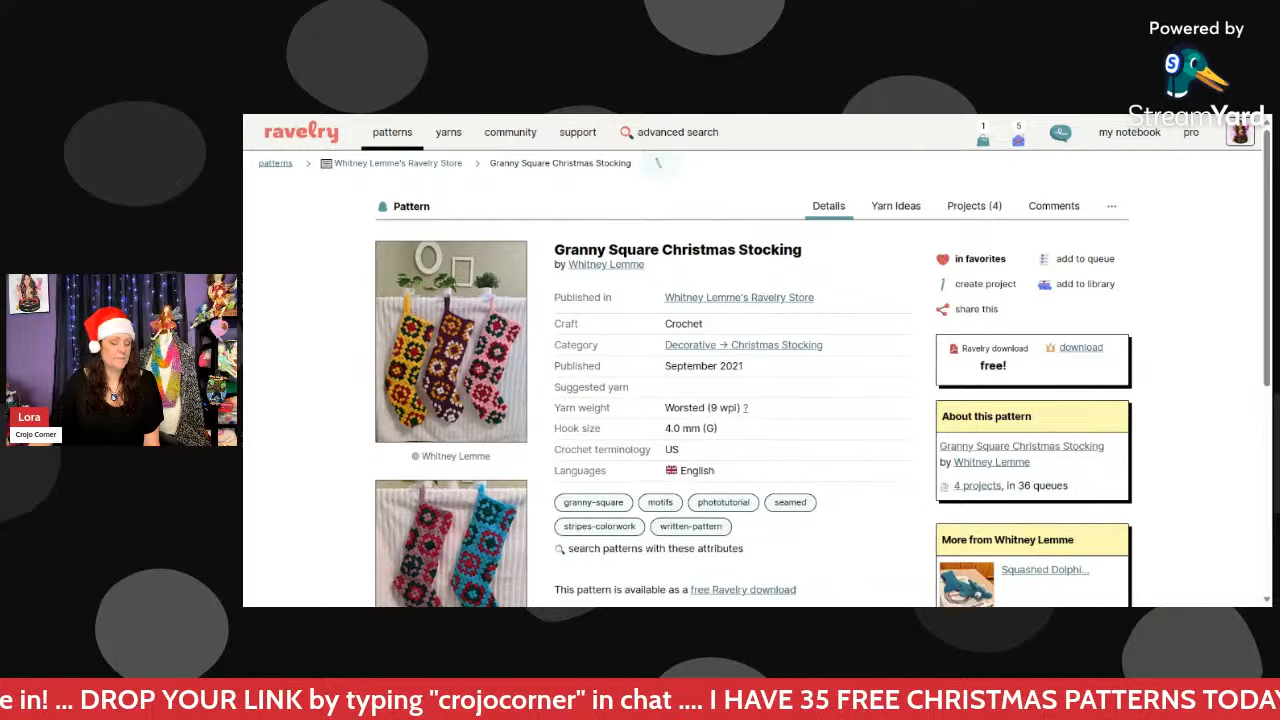 Powered by
StreamYard
ravelry
patterns
yarns
community
support
advanced search
1
5
my notebook
pro
patterns
Whitney Lemme's Ravelry Store
Granny Square Christmas Stocking
Pattern
Details
Yarn Ideas
Projects (4)
Comments
...
Granny Square Christmas Stocking
by Whitney Lemme
Published in Whitney Lemme's Ravelry Store
Craft Crochet
Category Decorative → Christmas Stocking
Published September 2021
Suggested yarn
Yarn weight Worsted (9 wpi) ?
Hook size 4.0 mm (G)
Crochet terminology US
Languages English
granny-square
motifs
phototutorial
seamed
stripes-colorwork
written-pattern
search patterns with these attributes
This pattern is available as a free Ravelry download
© Whitney Lemme
in favorites
add to queue
create project
add to library
share this
Ravelry download
free!
download
About this pattern
Granny Square Christmas Stocking
by Whitney Lemme
4 projects, in 36 queues
More from Whitney Lemme
Squashed Dolphi...
Lora
Crojo Corner
e in! ... DROP YOUR LINK by typing "crojocorner" in chat .... I HAVE 35 FREE CHRISTMAS PATTERNS TODAY